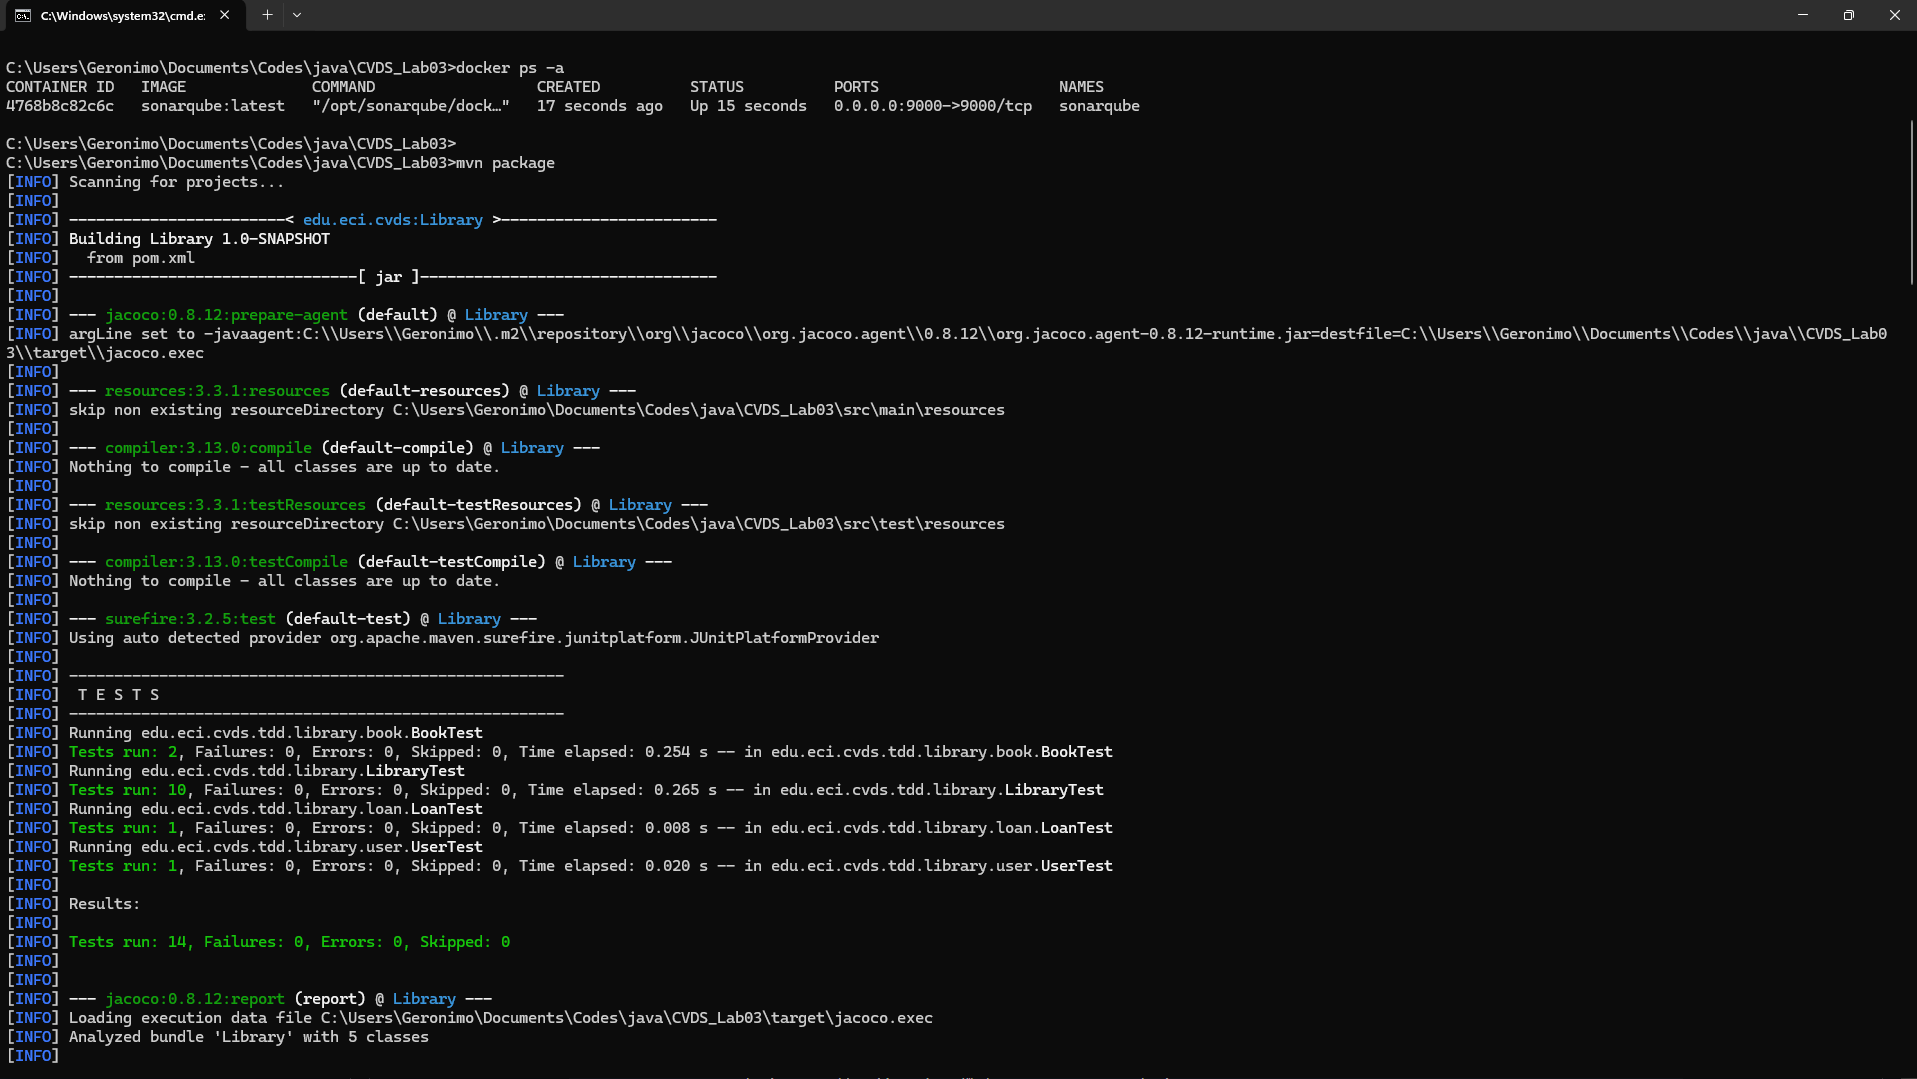 C:\Windows\system32\cmd.e:
C:\Users\Geronimo\Documents\Codes\java\CVDS_Lab03>docker ps -a
CONTAINER ID   IMAGE              COMMAND                  CREATED          STATUS          PORTS                    NAMES
4768b8c82c6c   sonarqube:latest   "/opt/sonarqube/dock…"   17 seconds ago   Up 15 seconds   0.0.0.0:9000->9000/tcp   sonarqube
C:\Users\Geronimo\Documents\Codes\java\CVDS_Lab03>
C:\Users\Geronimo\Documents\Codes\java\CVDS_Lab03>mvn package
[INFO] Scanning for projects...
[INFO]
[INFO] ------------------------< edu.eci.cvds:Library >------------------------
[INFO] Building Library 1.0-SNAPSHOT
[INFO]   from pom.xml
[INFO] --------------------------------[ jar ]---------------------------------
[INFO]
[INFO] --- jacoco:0.8.12:prepare-agent (default) @ Library ---
[INFO] argLine set to -javaagent:C:\\Users\\Geronimo\\.m2\\repository\\org\\jacoco\\org.jacoco.agent\\0.8.12\\org.jacoco.agent-0.8.12-runtime.jar=destfile=C:\\Users\\Geronimo\\Documents\\Codes\\java\\CVDS_Lab0
3\\target\\jacoco.exec
[INFO]
[INFO] --- resources:3.3.1:resources (default-resources) @ Library ---
[INFO] skip non existing resourceDirectory C:\Users\Geronimo\Documents\Codes\java\CVDS_Lab03\src\main\resources
[INFO]
[INFO] --- compiler:3.13.0:compile (default-compile) @ Library ---
[INFO] Nothing to compile - all classes are up to date.
[INFO]
[INFO] --- resources:3.3.1:testResources (default-testResources) @ Library ---
[INFO] skip non existing resourceDirectory C:\Users\Geronimo\Documents\Codes\java\CVDS_Lab03\src\test\resources
[INFO]
[INFO] --- compiler:3.13.0:testCompile (default-testCompile) @ Library ---
[INFO] Nothing to compile - all classes are up to date.
[INFO]
[INFO] --- surefire:3.2.5:test (default-test) @ Library ---
[INFO] Using auto detected provider org.apache.maven.surefire.junitplatform.JUnitPlatformProvider
[INFO]
[INFO] -------------------------------------------------------
[INFO]  T E S T S
[INFO] -------------------------------------------------------
[INFO] Running edu.eci.cvds.tdd.library.book.BookTest
[INFO] Tests run: 2, Failures: 0, Errors: 0, Skipped: 0, Time elapsed: 0.254 s -- in edu.eci.cvds.tdd.library.book.BookTest
[INFO] Running edu.eci.cvds.tdd.library.LibraryTest
[INFO] Tests run: 10, Failures: 0, Errors: 0, Skipped: 0, Time elapsed: 0.265 s -- in edu.eci.cvds.tdd.library.LibraryTest
[INFO] Running edu.eci.cvds.tdd.library.loan.LoanTest
[INFO] Tests run: 1, Failures: 0, Errors: 0, Skipped: 0, Time elapsed: 0.008 s -- in edu.eci.cvds.tdd.library.loan.LoanTest
[INFO] Running edu.eci.cvds.tdd.library.user.UserTest
[INFO] Tests run: 1, Failures: 0, Errors: 0, Skipped: 0, Time elapsed: 0.020 s -- in edu.eci.cvds.tdd.library.user.UserTest
[INFO]
[INFO] Results:
[INFO]
[INFO] Tests run: 14, Failures: 0, Errors: 0, Skipped: 0
[INFO]
[INFO]
[INFO] --- jacoco:0.8.12:report (report) @ Library ---
[INFO] Loading execution data file C:\Users\Geronimo\Documents\Codes\java\CVDS_Lab03\target\jacoco.exec
[INFO] Analyzed bundle 'Library' with 5 classes
[INFO]